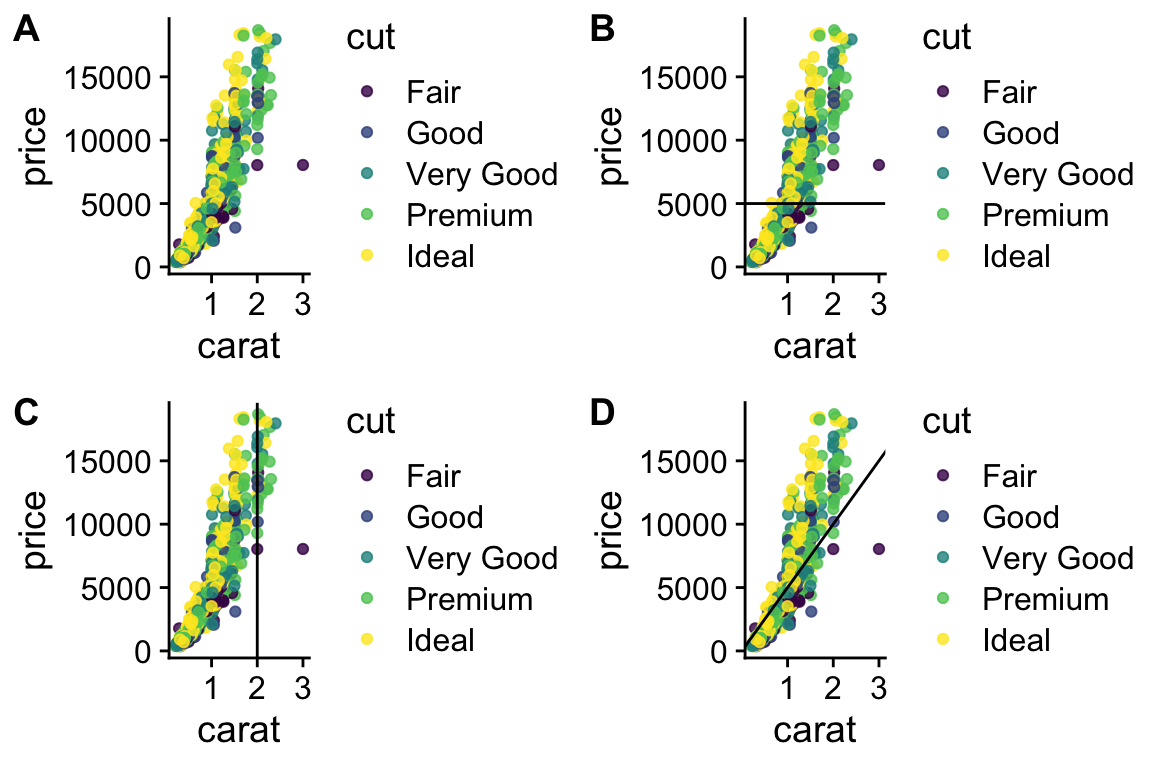 A
price
15000
10000
5000
0
1 2 3
carat
cut
Fair
Good
Very Good
Premium
Ideal
B
price
15000
10000
5000
0
1 2 3
carat
cut
Fair
Good
Very Good
Premium
Ideal
C
price
15000
10000
5000
0
1 2 3
carat
cut
Fair
Good
Very Good
Premium
Ideal
D
price
15000
10000
5000
0
1 2 3
carat
cut
Fair
Good
Very Good
Premium
Ideal